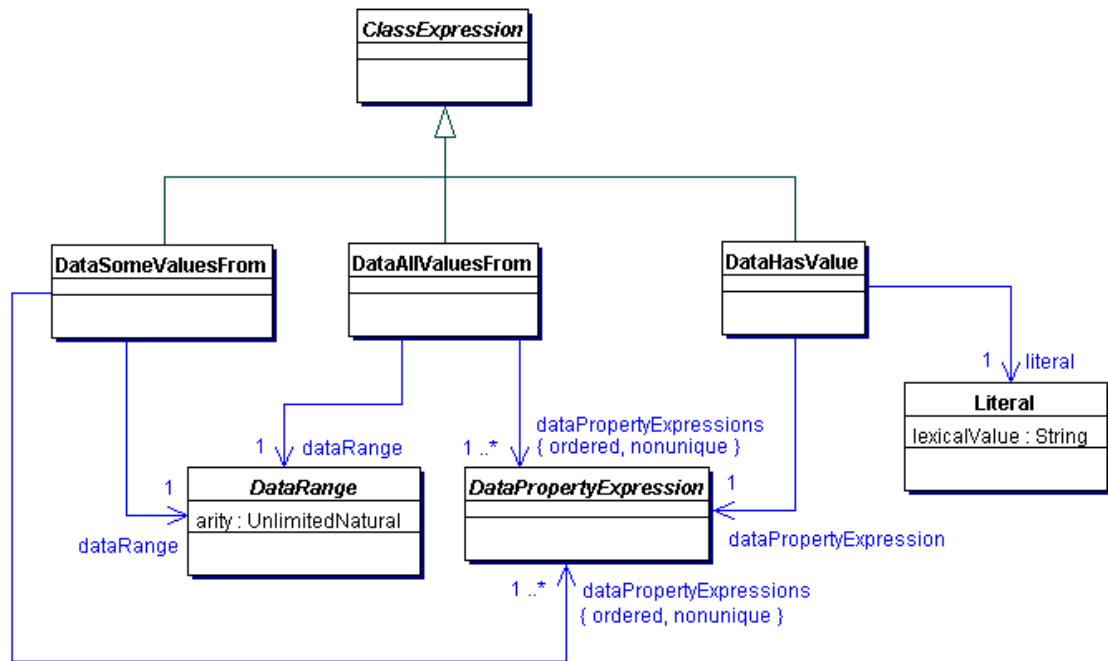 ClassExpression
DataSomeValuesFrom
DataAllValuesFrom
DataHasValue
1
literal
Literal
lexicalValue : String
dataPropertyExpressions
1 ..*
{ ordered, nonunique }
1
dataRange
1
dataRange
DataRange
arity : UnlimitedNatural
DataPropertyExpression
1
dataPropertyExpression
1 ..*
dataPropertyExpressions
{ ordered, nonunique }